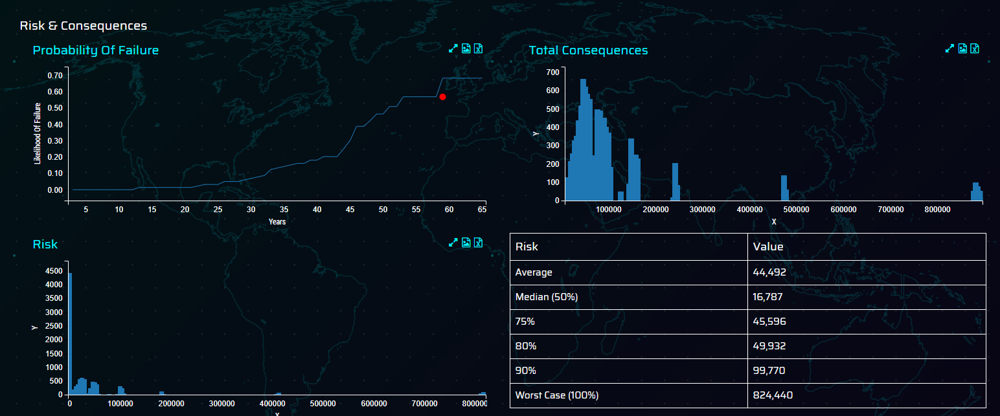 Risk & Consequences
Probability Of Failure
0.70
0.60
0.50
0.40
0.30
0.20
0.10
0.00
Likelihood Of Failure
5 10 15 20 25 30 35 40 45 50 55 60 65
Years
Total Consequences
700
600
500
400
300
200
100
0
Y
100000 200000 300000 400000 500000 600000 700000 800000
X
Risk
4500
4000
3500
3000
2500
2000
1500
1000
500
0
Y
0 100000 200000 300000 400000 500000 600000 700000 800000
X
Risk Value
Average 44,492
Median (50%) 16,787
75% 45,596
80% 49,932
90% 99,770
Worst Case (100%) 824,440